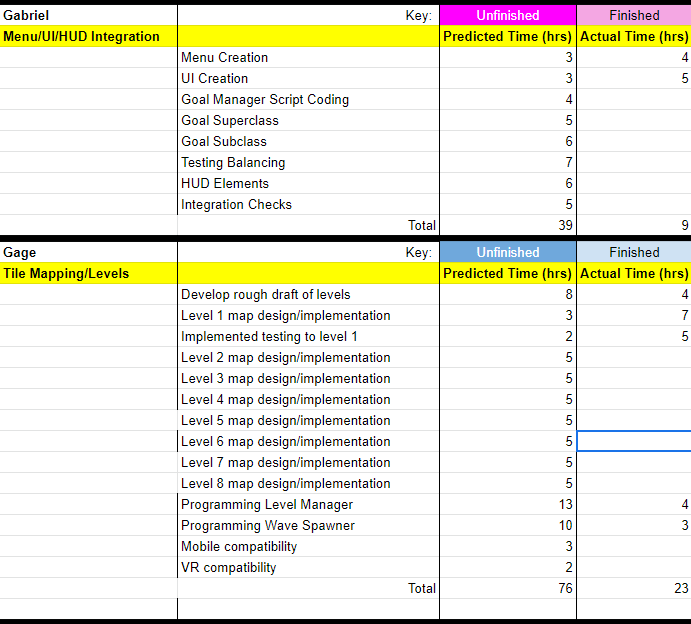 Gabriel Key: Unfinished Finished
Menu/UI/HUD Integration Predicted Time (hrs) Actual Time (hrs)
Menu Creation 3 4
UI Creation 3 5
Goal Manager Script Coding 4
Goal Superclass 5
Goal Subclass 6
Testing Balancing 7
HUD Elements 6
Integration Checks 5
Total 39 9
Gage Key: Unfinished Finished
Tile Mapping/Levels Predicted Time (hrs) Actual Time (hrs)
Develop rough draft of levels 8 4
Level 1 map design/implementation 3 7
Implemented testing to level 1 2 5
Level 2 map design/implementation 5
Level 3 map design/implementation 5
Level 4 map design/implementation 5
Level 5 map design/implementation 5
Level 6 map design/implementation 5
Level 7 map design/implementation 5
Level 8 map design/implementation 5
Programming Level Manager 13 4
Programming Wave Spawner 10 3
Mobile compatibility 3
VR compatibility 2
Total 76 23